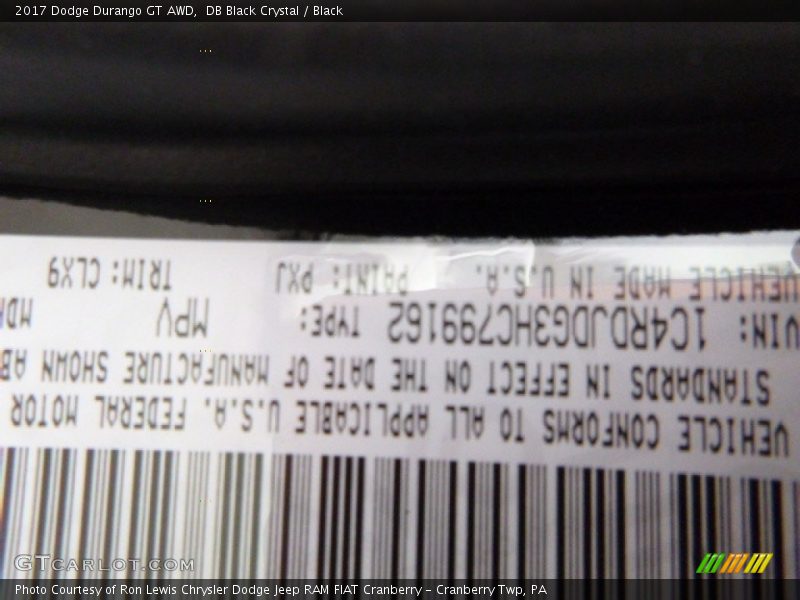 2017 Dodge Durango GT AWD,  DB Black Crystal / Black
VEHICLE CONFORMS TO ALL APPLICABLE U.S.A. FEDERAL MOTOR
STANDARDS IN EFFECT ON THE DATE OF MANUFACTURE SHOWN AB
VIN: 1C4RDJDG3HC799162 TYPE: MPV
VEHICLE MADE IN U.S.A. PAINT: PXJ TRIM: CLX9
GTCARLOT.COM
Photo Courtesy of Ron Lewis Chrysler Dodge Jeep RAM FIAT Cranberry - Cranberry Twp, PA